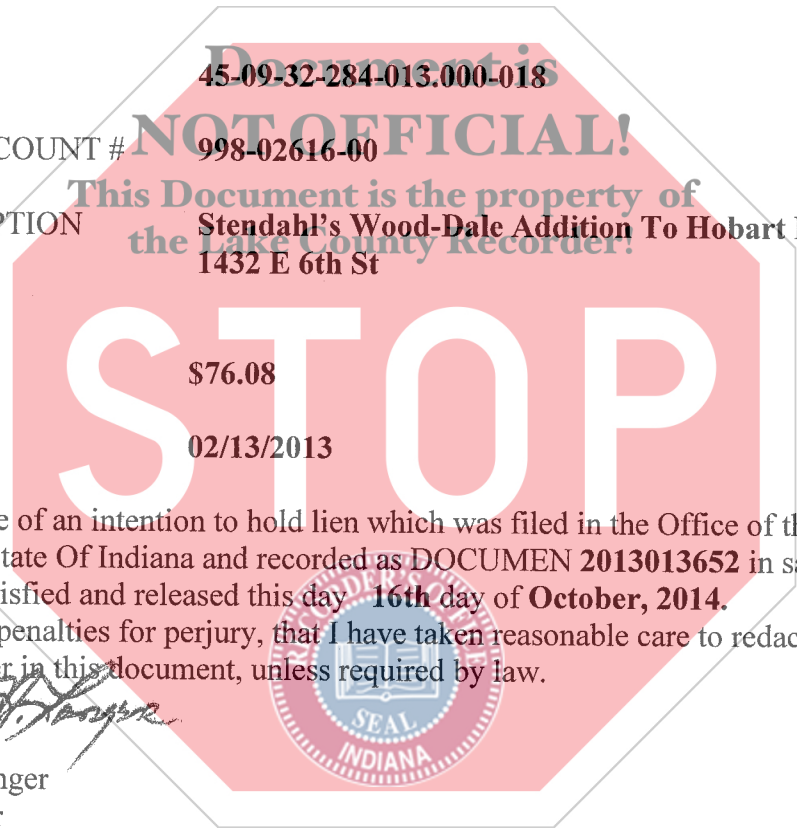 Document is
45-09-32-284-013.000-018
NOT OFFICIAL!
COUNT # 998-02616-00
This Document is the property of
PTION Stendahl's Wood-Dale Addition To Hobart
the Lake County Recorder!
1432 E 6th St
STOP
$76.08
02/13/2013
e of an intention to hold lien which was filed in the Office of th
tate Of Indiana and recorded as DOCUMEN 2013013652 in sa
isfied and released this day 16th day of October, 2014.
penalties for perjury, that I have taken reasonable care to redac
er in this document, unless required by law.
RECORDER'S OFFICE
SEAL
INDIANA
nger